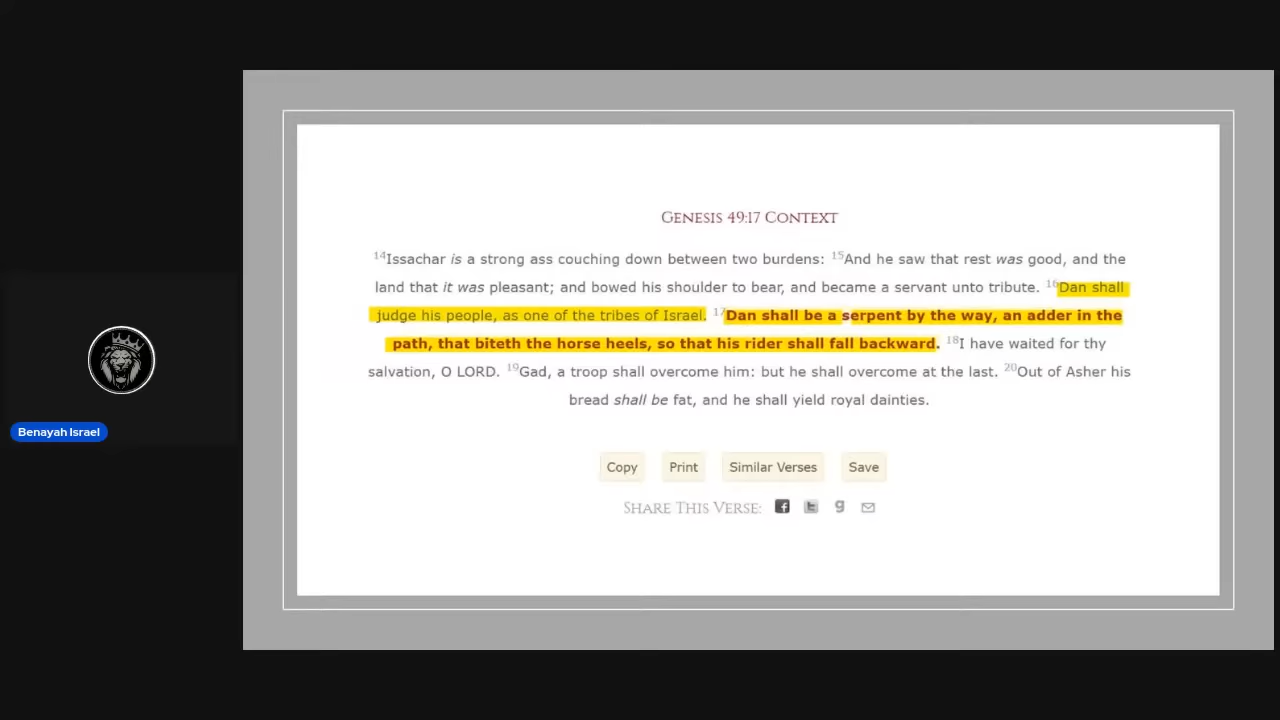 Genesis 49:17 Context
14Issachar is a strong ass couching down between two burdens: 15And he saw that rest was good, and the
land that it was pleasant; and bowed his shoulder to bear, and became a servant unto tribute. 16Dan shall
judge his people, as one of the tribes of Israel. 17Dan shall be a serpent by the way, an adder in the
path, that biteth the horse heels, so that his rider shall fall backward. 18I have waited for thy
salvation, O LORD. 19Gad, a troop shall overcome him: but he shall overcome at the last. 20Out of Asher his
bread shall be fat, and he shall yield royal dainties.
Copy Print Similar Verses Save
Share This Verse: f t g
Benayah Israel